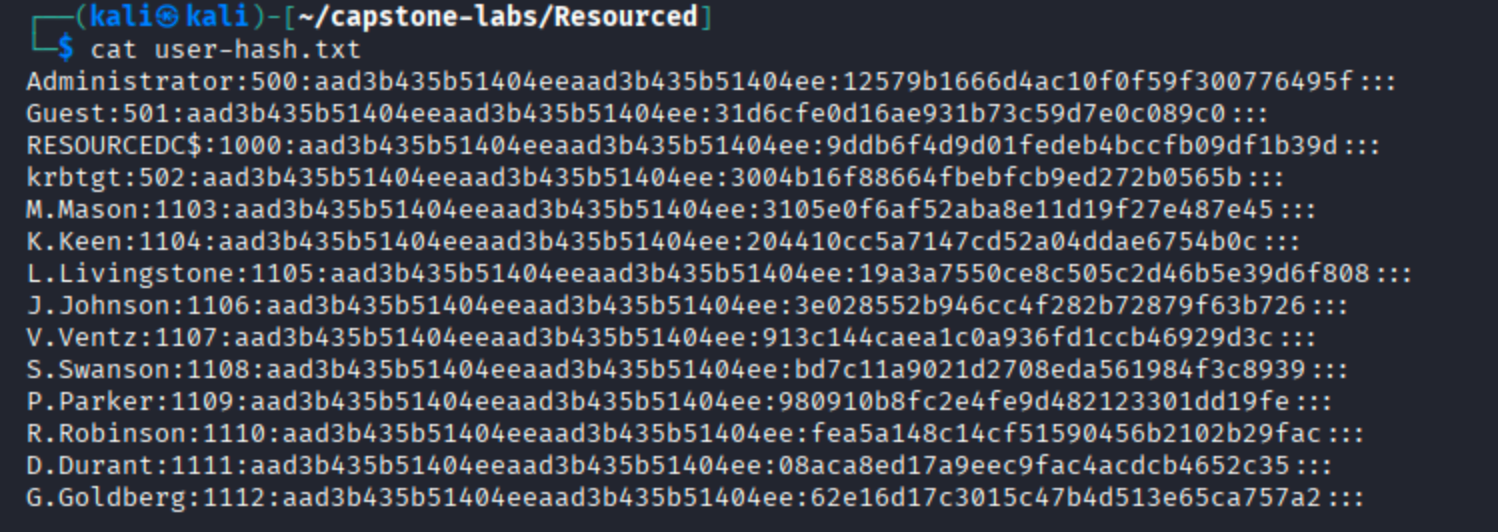 ┌──(kali㉿kali)-[~/capstone-labs/Resourced]
└─$ cat user-hash.txt
Administrator:500:aad3b435b51404eeaad3b435b51404ee:12579b1666d4ac10f0f59f300776495f:::
Guest:501:aad3b435b51404eeaad3b435b51404ee:31d6cfe0d16ae931b73c59d7e0c089c0:::
RESOURCEDC$:1000:aad3b435b51404eeaad3b435b51404ee:9ddb6f4d9d01fedeb4bccfb09df1b39d:::
krbtgt:502:aad3b435b51404eeaad3b435b51404ee:3004b16f88664fbebfcb9ed272b0565b:::
M.Mason:1103:aad3b435b51404eeaad3b435b51404ee:3105e0f6af52aba8e11d19f27e487e45:::
K.Keen:1104:aad3b435b51404eeaad3b435b51404ee:204410cc5a7147cd52a04ddae6754b0c:::
L.Livingstone:1105:aad3b435b51404eeaad3b435b51404ee:19a3a7550ce8c505c2d46b5e39d6f808:::
J.Johnson:1106:aad3b435b51404eeaad3b435b51404ee:3e028552b946cc4f282b72879f63b726:::
V.Ventz:1107:aad3b435b51404eeaad3b435b51404ee:913c144caea1c0a936fd1ccb46929d3c:::
S.Swanson:1108:aad3b435b51404eeaad3b435b51404ee:bd7c11a9021d2708eda561984f3c8939:::
P.Parker:1109:aad3b435b51404eeaad3b435b51404ee:980910b8fc2e4fe9d482123301dd19fe:::
R.Robinson:1110:aad3b435b51404eeaad3b435b51404ee:fea5a148c14cf51590456b2102b29fac:::
D.Durant:1111:aad3b435b51404eeaad3b435b51404ee:08aca8ed17a9eec9fac4acdcb4652c35:::
G.Goldberg:1112:aad3b435b51404eeaad3b435b51404ee:62e16d17c3015c47b4d513e65ca757a2:::